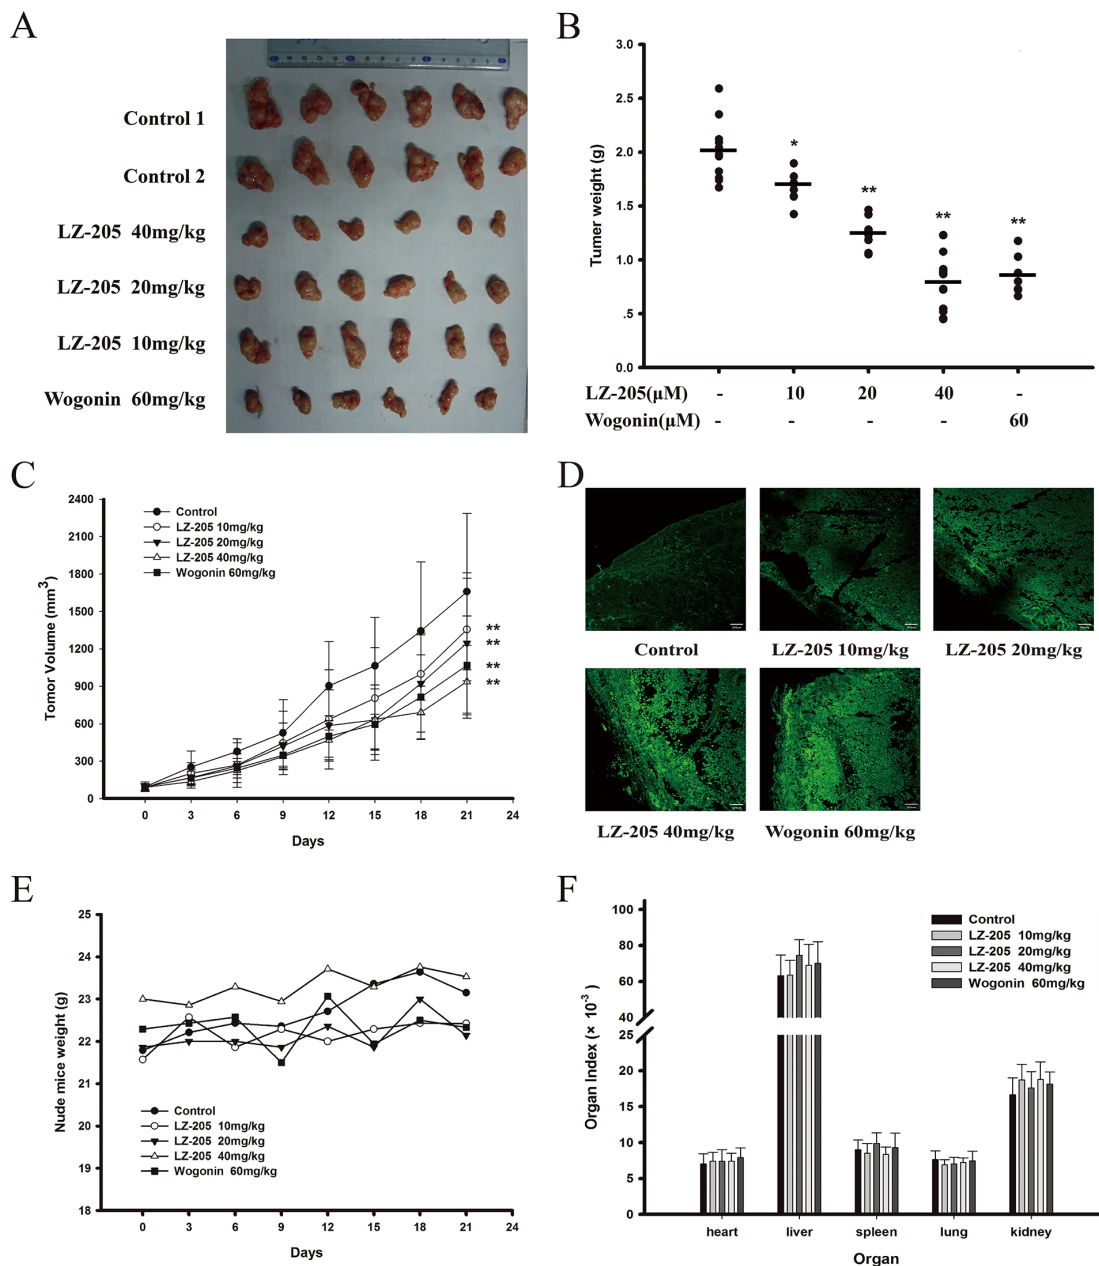 A
Control 1
Control 2
LZ-205 40mg/kg
LZ-205 20mg/kg
LZ-205 10mg/kg
Wogonin 60mg/kg
B
3.0
2.5
2.0
1.5
1.0
.5
0.0
Tumer weight (g)
*
**
**
**
LZ-205(μM) - 10 20 40 -
Wogonin(μM) - - - - 60
C
2400
2100
1800
1500
1200
900
600
300
0
Tomor Volume (mm3)
Control
LZ-205 10mg/kg
LZ-205 20mg/kg
LZ-205 40mg/kg
Wogonin 60mg/kg
**
**
**
**
0 3 6 9 12 15 18 21 24
Days
D
Control
LZ-205 10mg/kg
LZ-205 20mg/kg
LZ-205 40mg/kg
Wogonin 60mg/kg
E
25
24
23
22
21
20
19
18
Nude mice weight (g)
Control
LZ-205 10mg/kg
LZ-205 20mg/kg
LZ-205 40mg/kg
Wogonin 60mg/kg
0 3 6 9 12 15 18 21 24
Days
F
100
80
60
40
25
20
15
10
5
0
Organ Index (× 10-3)
Control
LZ-205 10mg/kg
LZ-205 20mg/kg
LZ-205 40mg/kg
Wogonin 60mg/kg
heart liver spleen lung kidney
Organ